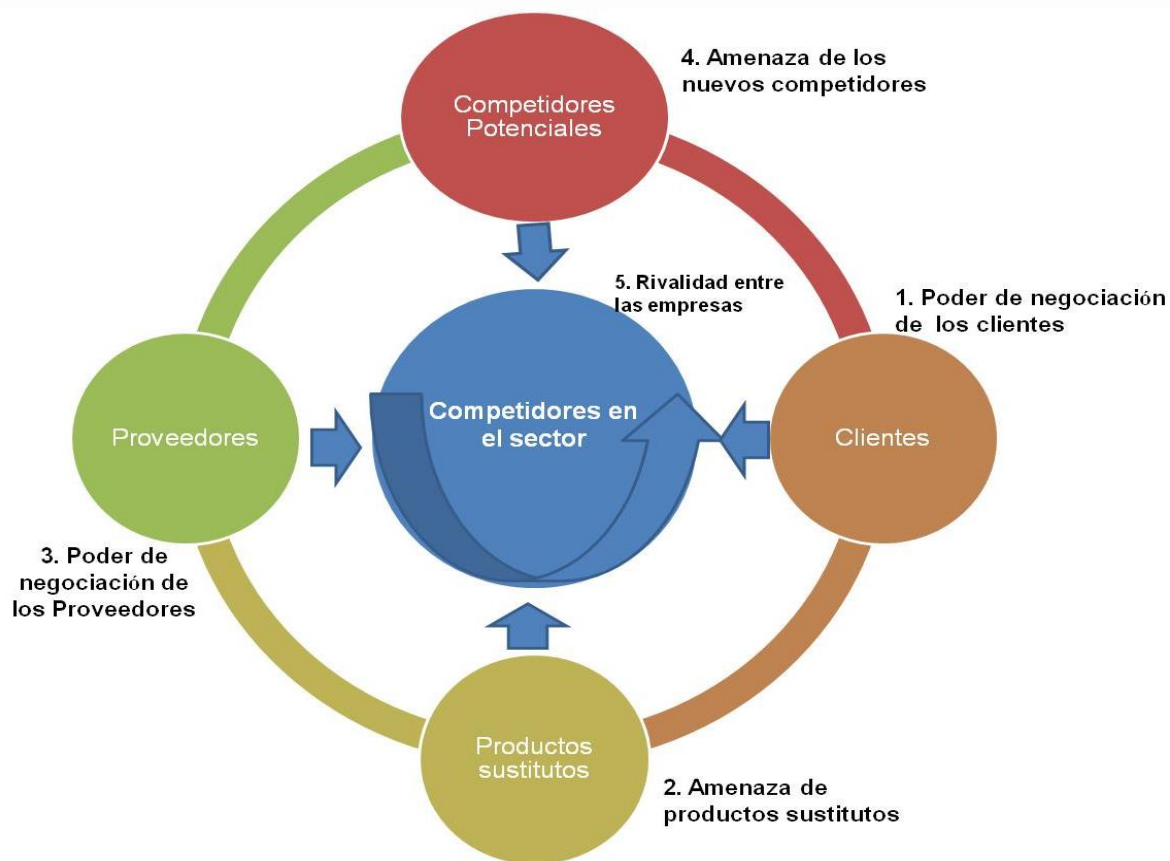 4. Amenaza de los
nuevos competidores
Competidores
Potenciales
5. Rivalidad entre
las empresas
1. Poder de negociación
de los clientes
Competidores en
el sector
Proveedores
Clientes
3. Poder de
negociación de
los Proveedores
Productos
sustitutos
2. Amenaza de
productos sustitutos